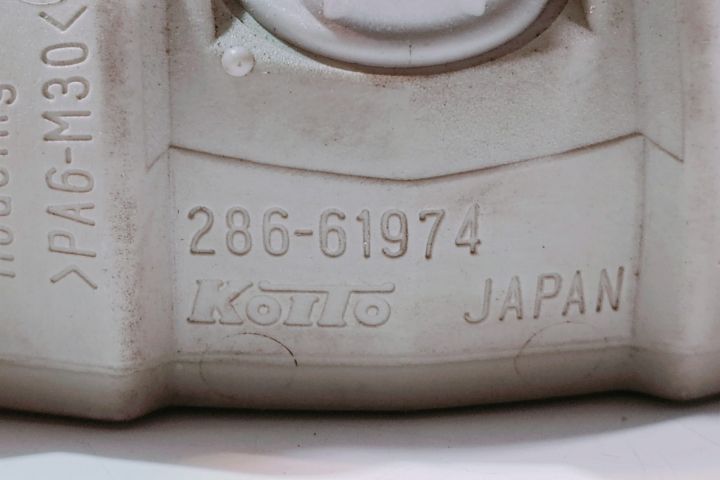 >PA6-M30<
286-61974
KOITO
JAPAN